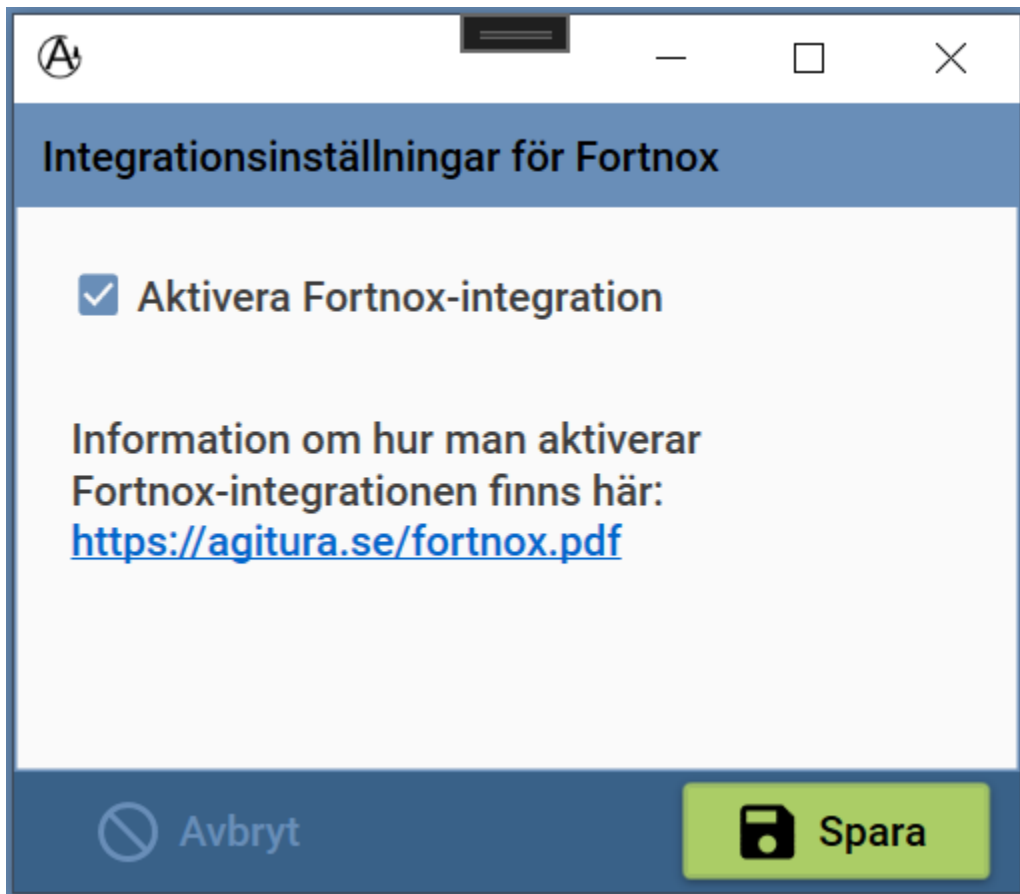 Integrationsinställningar för Fortnox
Aktivera Fortnox-integration
Information om hur man aktiverar
Fortnox-integrationen finns här:
https://agitura.se/fortnox.pdf
Avbryt
Spara